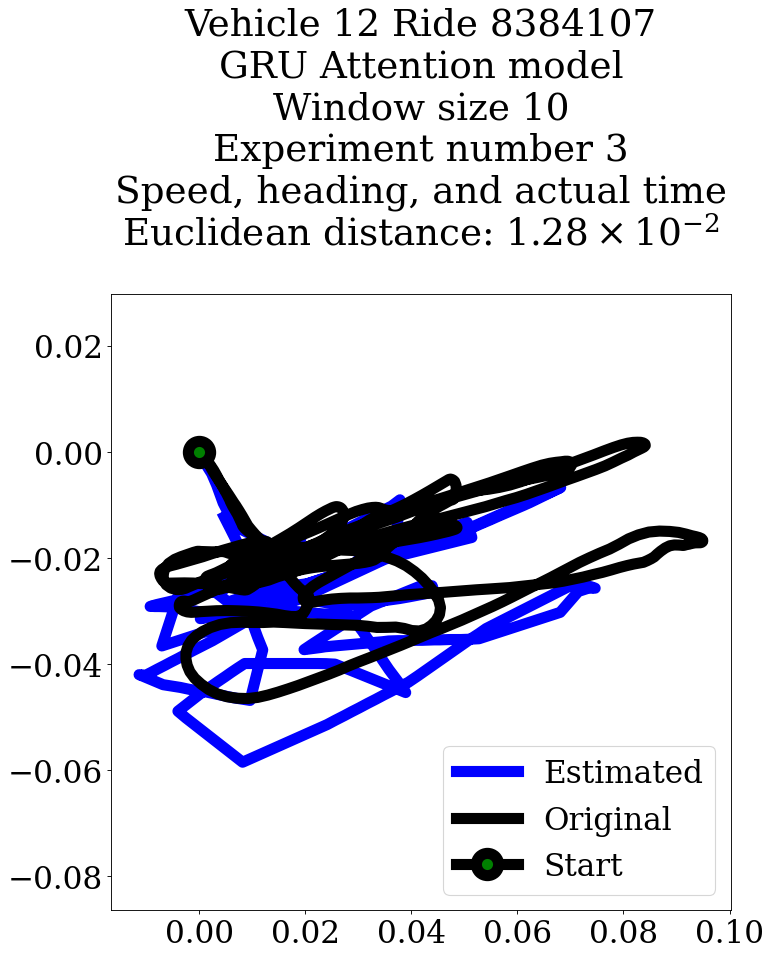 Vehicle 12 Ride 8384107
GRU Attention model
Window size 10
Experiment number 3
Speed, heading, and actual time
Euclidean distance: 1.28 × 10⁻²
0.02
0.00
−0.02
−0.04
−0.06
−0.08
Estimated
Original
Start
0.00 0.02 0.04 0.06 0.08 0.10